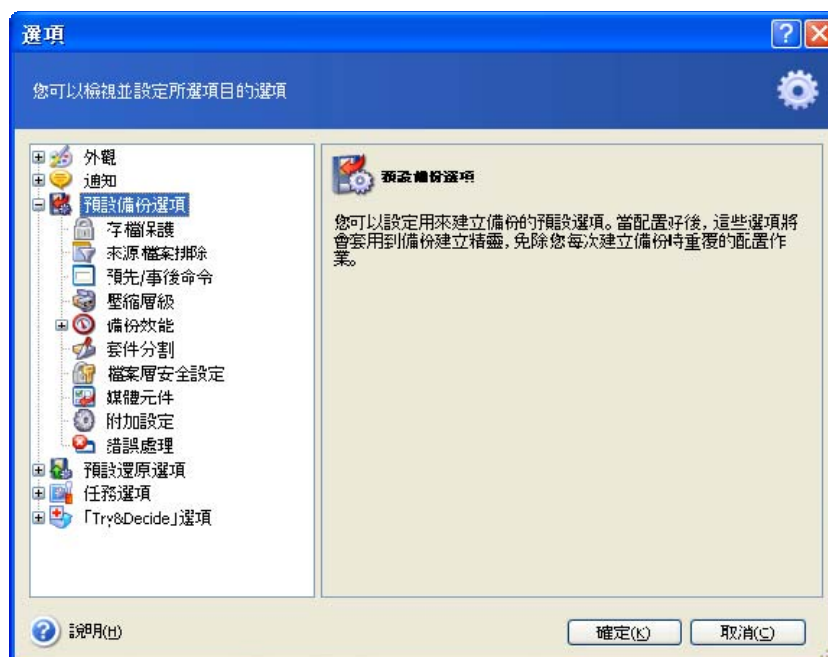 選項
您可以檢視並設定所選項目的選項
外觀
通知
預設備份選項
存檔保護
來源檔案排除
預先/事後命令
壓縮層級
備份效能
套件分割
檔案層安全設定
媒體元件
附加設定
錯誤處理
預設還原選項
任務選項
「Try&Decide」選項
預設備份選項
您可以設定用來建立備份的預設選項。當配置好後，這些選項將
會套用到備份建立精靈，免除您每次建立備份時重覆的配置作
業。
說明(H)
確定(K)
取消(C)